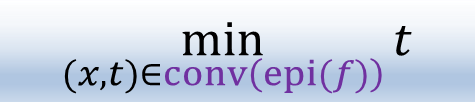 min t
(x,t)∈conv(epi(f))